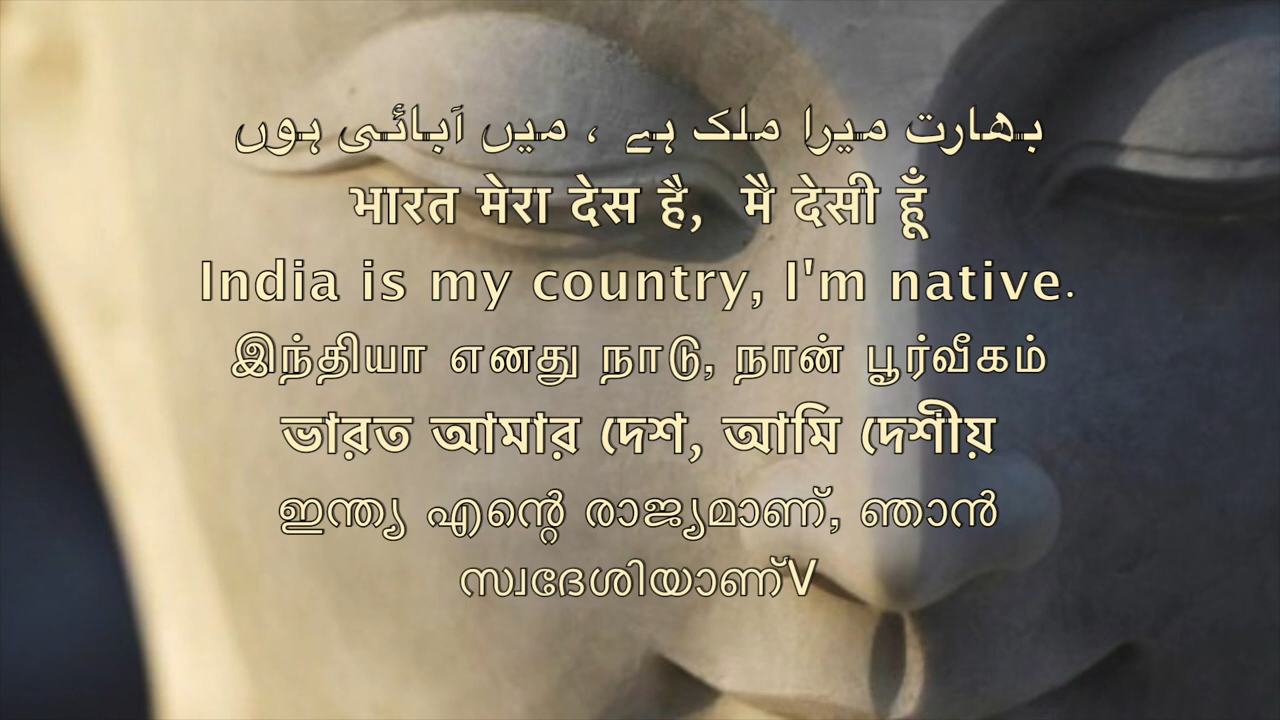 بھارت میرا ملک ہے ، میں آبائی ہوں
भारत मेरा देस है, मै देसी हूँ
India is my country, I'm native.
இந்தியா எனது நாடு, நான் பூர்வீகம்
ভারত আমার দেশ, আমি দেশীয়
ഇന്ത്യ എന്റെ രാജ്യമാണ്, ഞാൻ
സ്വദേശിയാണ്V